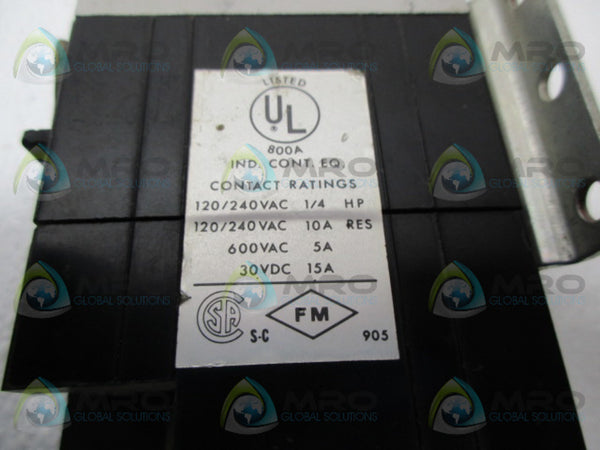 LISTED
UL
®
800A
IND. CONT. EQ.
CONTACT RATINGS
120/240VAC 1/4 HP
120/240VAC 10A RES
600VAC 5A
30VDC 15A
SA S-C FM 905
MRO
GLOBAL SOLUTIONS